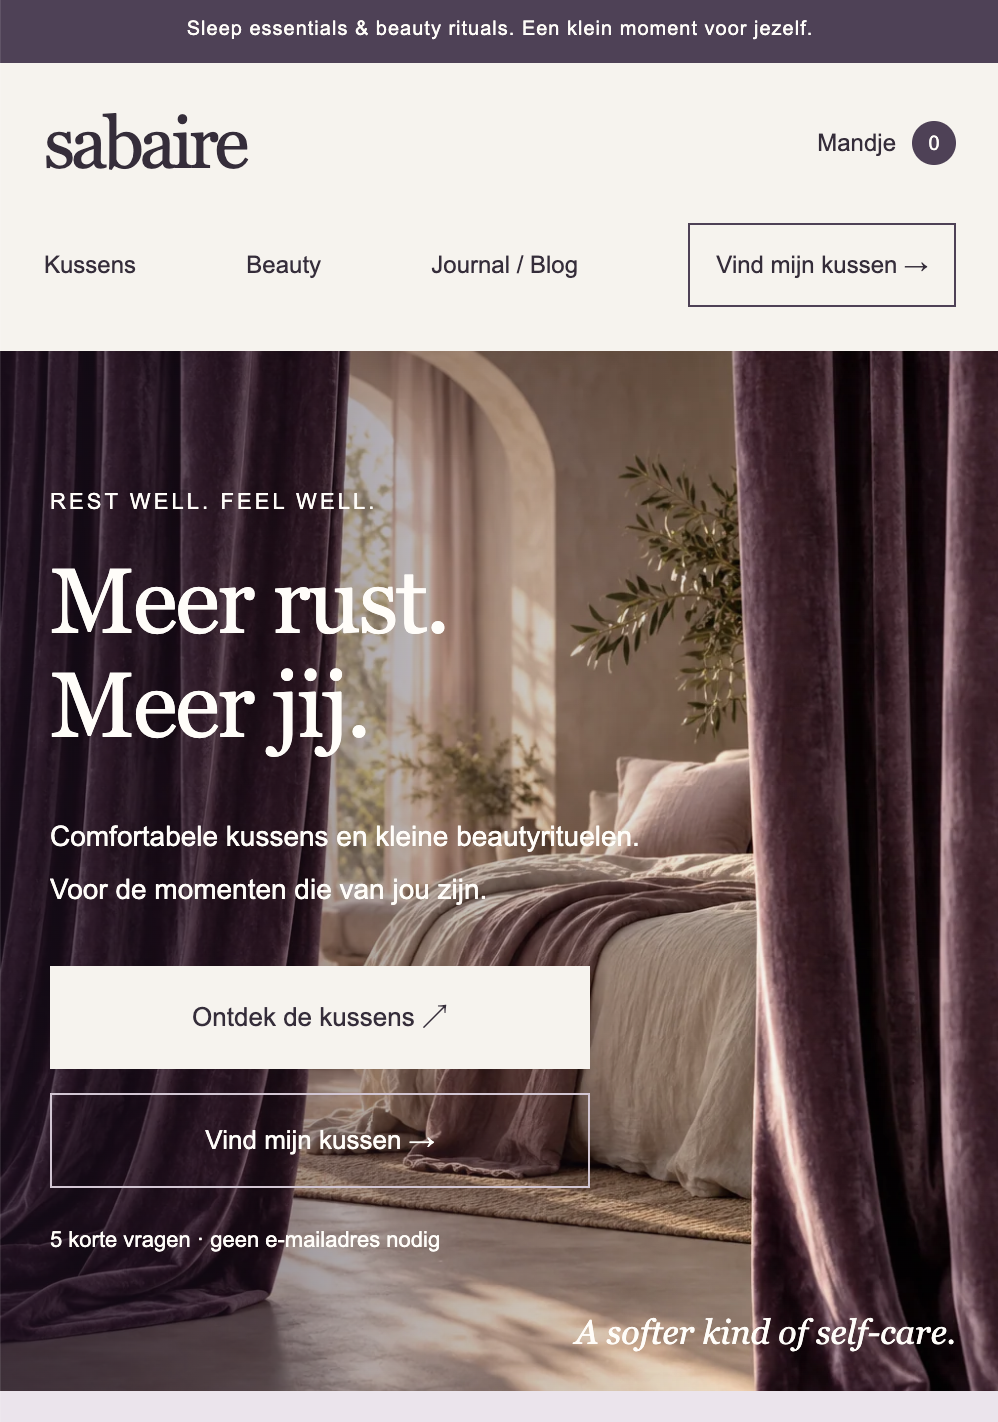 Sleep essentials & beauty rituals. Een klein moment voor jezelf.
sabaire
Mandje 0
Kussens
Beauty
Journal / Blog
Vind mijn kussen →
REST WELL. FEEL WELL.
Meer rust.
Meer jij.
Comfortabele kussens en kleine beautyrituelen.
Voor de momenten die van jou zijn.
Ontdek de kussens ↗
Vind mijn kussen →
5 korte vragen · geen e-mailadres nodig
A softer kind of self-care.